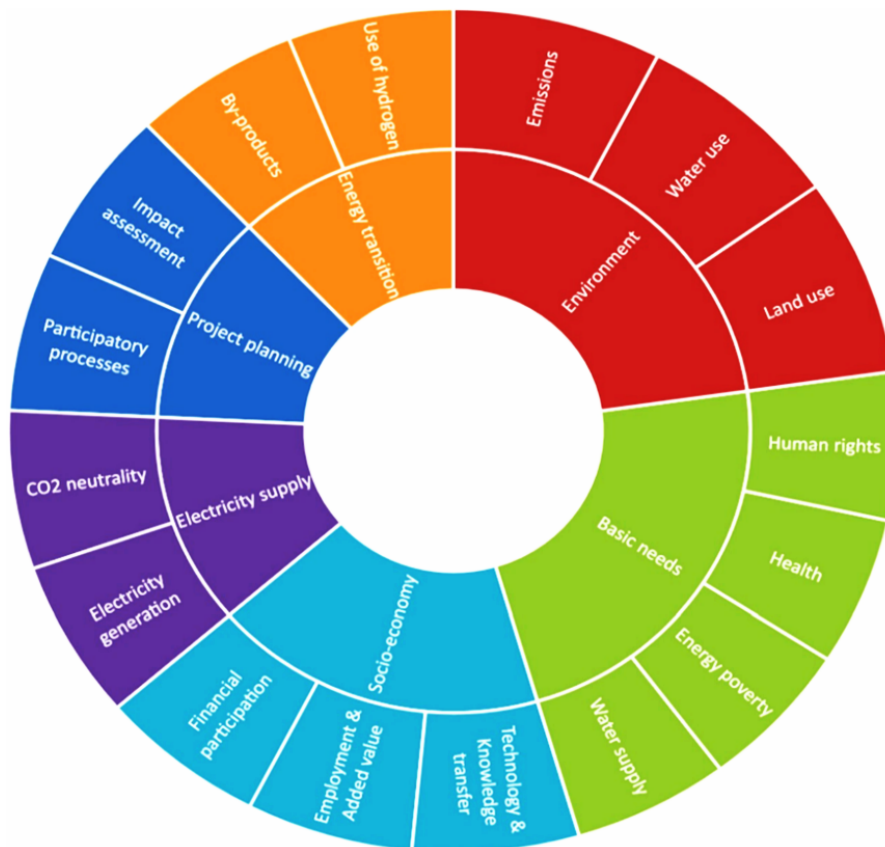 Use of hydrogen
By-products
Energy transition
Emissions
Water use
Land use
Environment
Human rights
Health
Energy poverty
Water supply
Basic needs
Technology &
Knowledge
transfer
Employment &
Added value
Financial
participation
Socio-economy
Electricity
generation
CO2 neutrality
Electricity supply
Participatory
processes
Impact
assessment
Project planning